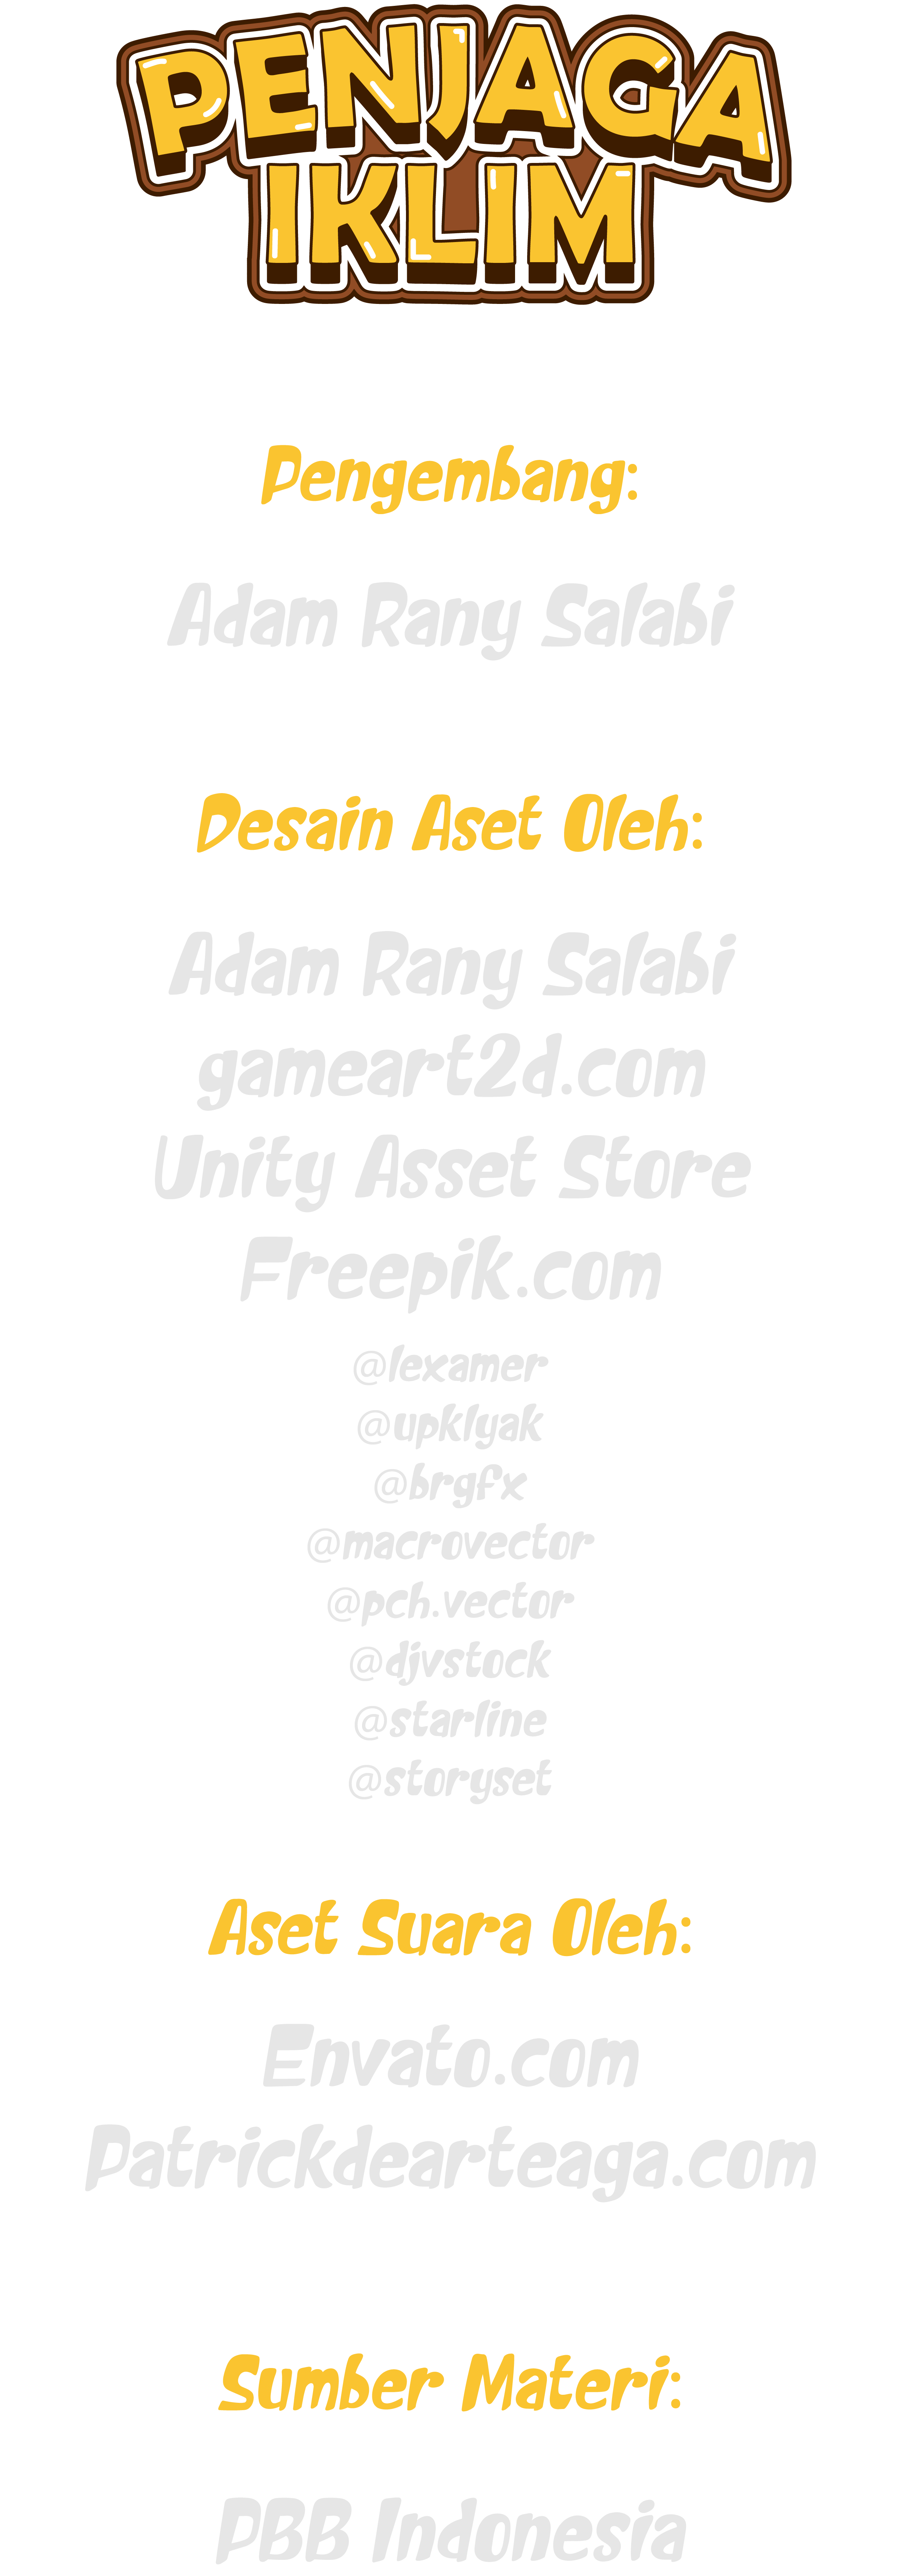 PENJAGA
IKLIM
Pengembang:
Adam Rany Salabi
Desain Aset Oleh:
Adam Rany Salabi
gameart2d.com
Unity Asset Store
Freepik.com
@lexamer
@upklyak
@brgfx
@macrovector
@pch.vector
@djvstock
@starline
@storyset
Aset Suara Oleh:
Envato.com
Patrickdearteaga.com
Sumber Materi:
PBB Indonesia